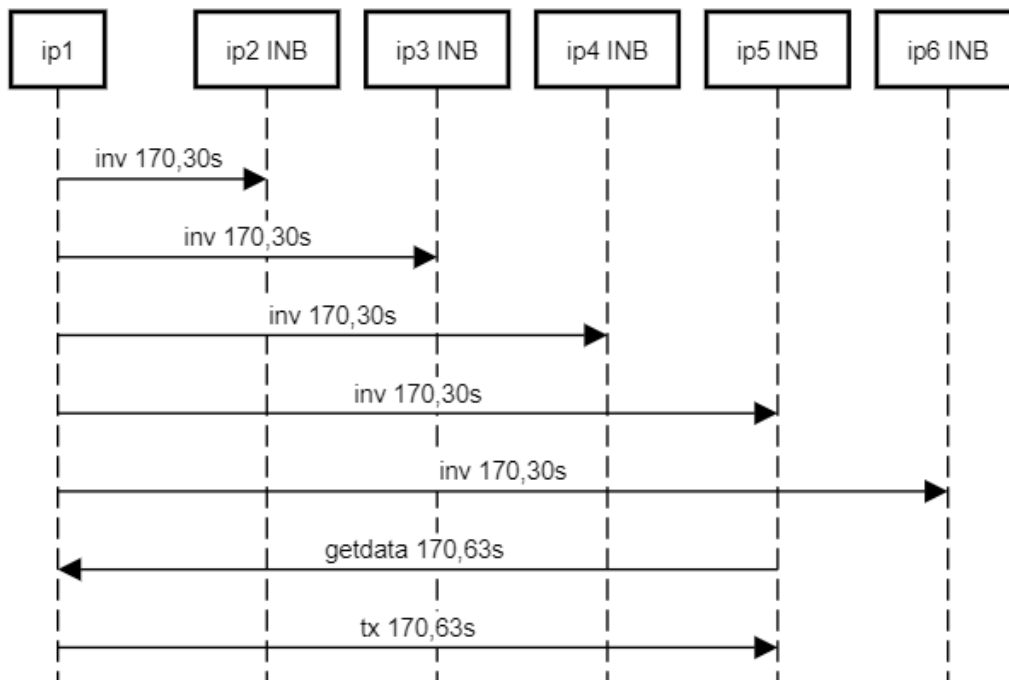 ip1
ip2 INB
ip3 INB
ip4 INB
ip5 INB
ip6 INB
inv 170,30s
inv 170,30s
inv 170,30s
inv 170,30s
inv 170,30s
getdata 170,63s
tx 170,63s